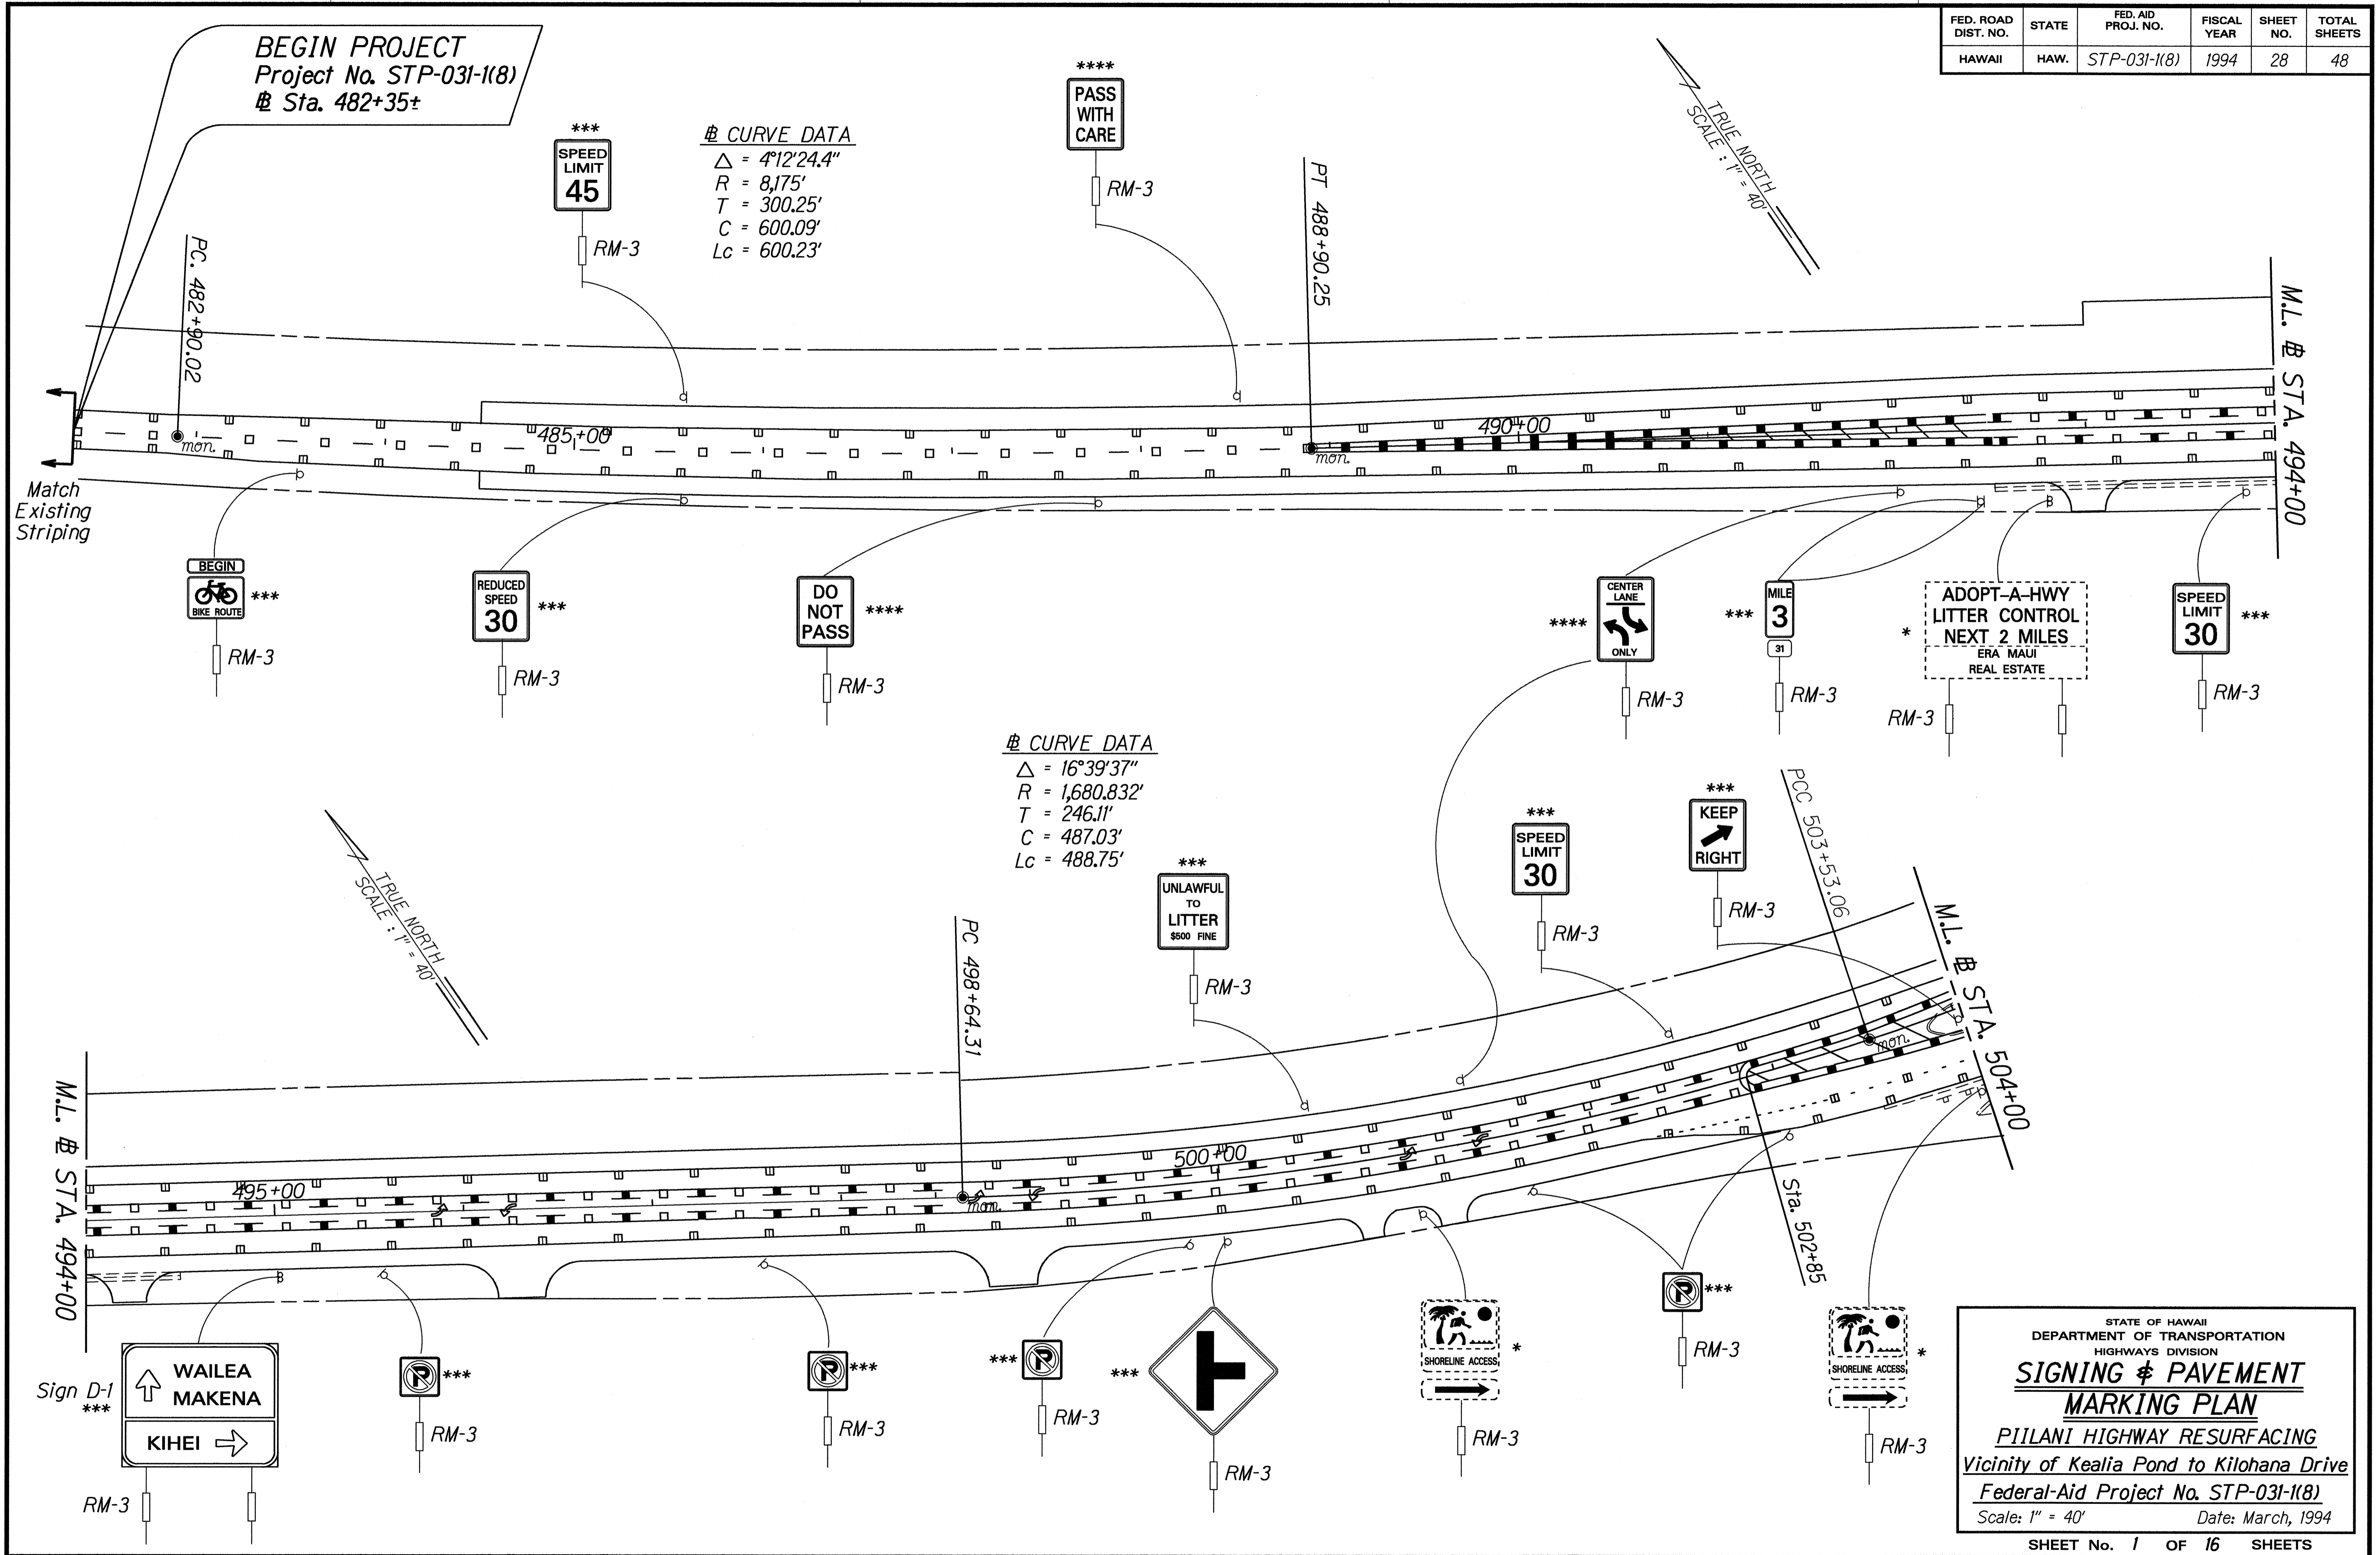 FED. ROAD DIST. NO. STATE FED. AID PROJ. NO. FISCAL YEAR SHEET NO. TOTAL SHEETS
HAWAII HAW. STP-031-1(8) 1994 28 48
BEGIN PROJECT
Project No. STP-031-1(8)
℄ Sta. 482+35±
***
SPEED
LIMIT
45
RM-3
℄ CURVE DATA
△ = 4°12'24.4"
R = 8,175'
T = 300.25'
C = 600.09'
Lc = 600.23'
****
PASS
WITH
CARE
RM-3
TRUE NORTH
SCALE : 1" = 40'
PC. 482+90.02
PT 488+90.25
M.L. ℄ STA. 494+00
mon.
485+00
mon.
490+00
Match
Existing
Striping
BEGIN
BIKE ROUTE
***
RM-3
REDUCED
SPEED
30
***
RM-3
DO
NOT
PASS
****
RM-3
CENTER
LANE
ONLY
****
RM-3
MILE
3
31
***
RM-3
ADOPT-A-HWY
LITTER CONTROL
NEXT 2 MILES
ERA MAUI
REAL ESTATE
*
RM-3
SPEED
LIMIT
30
***
RM-3
℄ CURVE DATA
△ = 16°39'37"
R = 1,680.832'
T = 246.11'
C = 487.03'
Lc = 488.75'
TRUE NORTH
SCALE : 1" = 40'
***
UNLAWFUL
TO
LITTER
$500 FINE
RM-3
***
SPEED
LIMIT
30
RM-3
***
KEEP
RIGHT
RM-3
PCC 503+53.06
M.L. ℄ STA. 504+00
PC 498+64.31
M.L. ℄ STA. 494+00
495+00
mon.
500+00
mon.
Sta. 502+85
Sign D-1
***
WAILEA
MAKENA
KIHEI
RM-3
P
***
RM-3
P
***
RM-3
P
***
RM-3
***
RM-3
SHORELINE ACCESS
*
RM-3
P
***
RM-3
SHORELINE ACCESS
*
RM-3
STATE OF HAWAII
DEPARTMENT OF TRANSPORTATION
HIGHWAYS DIVISION
SIGNING & PAVEMENT
MARKING PLAN
PIILANI HIGHWAY RESURFACING
Vicinity of Kealia Pond to Kilohana Drive
Federal-Aid Project No. STP-031-1(8)
Scale: 1" = 40' Date: March, 1994
SHEET No. 1 OF 16 SHEETS